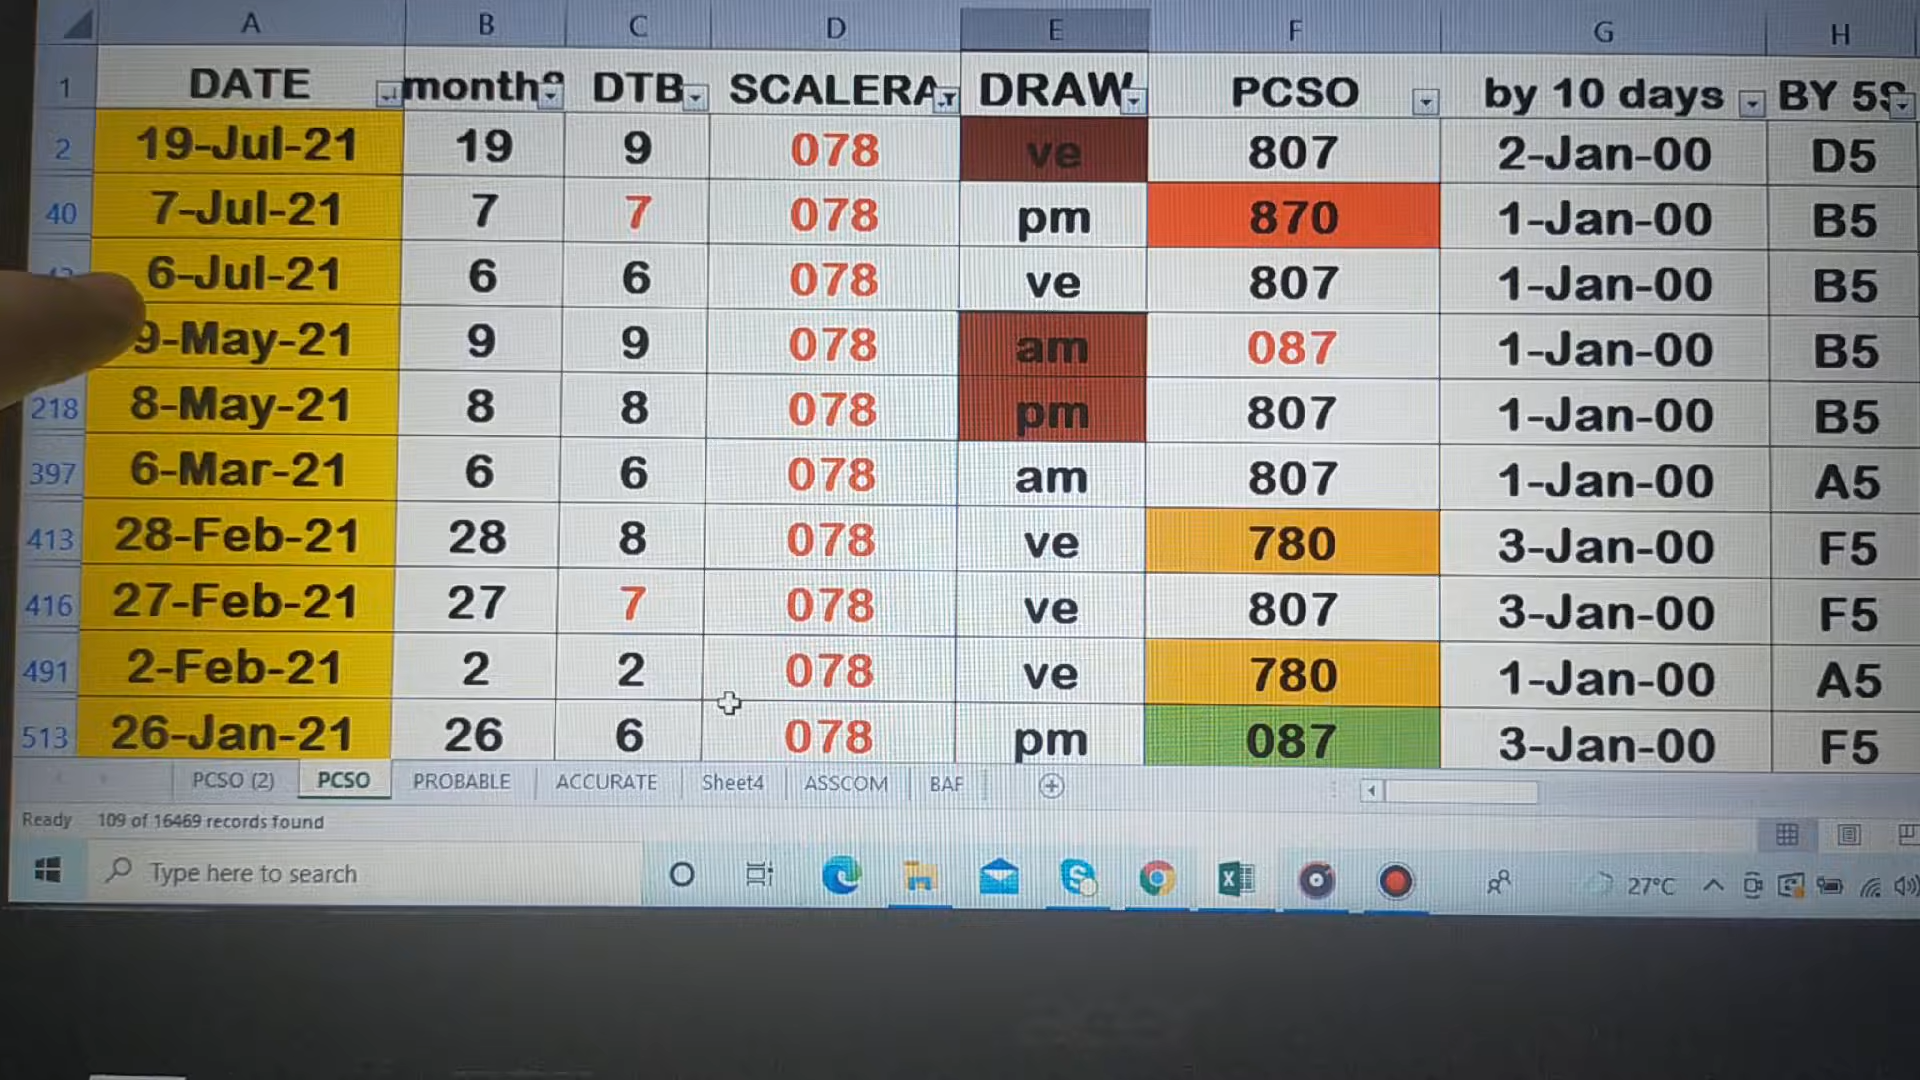 A B C D E F G H
1 DATE month DTB SCALERA DRAW PCSO by 10 days BY 5S
2 19-Jul-21 19 9 078 ve 807 2-Jan-00 D5
40 7-Jul-21 7 7 078 pm 870 1-Jan-00 B5
6-Jul-21 6 6 078 ve 807 1-Jan-00 B5
9-May-21 9 9 078 am 087 1-Jan-00 B5
218 8-May-21 8 8 078 pm 807 1-Jan-00 B5
397 6-Mar-21 6 6 078 am 807 1-Jan-00 A5
413 28-Feb-21 28 8 078 ve 780 3-Jan-00 F5
416 27-Feb-21 27 7 078 ve 807 3-Jan-00 F5
491 2-Feb-21 2 2 078 ve 780 1-Jan-00 A5
513 26-Jan-21 26 6 078 pm 087 3-Jan-00 F5
PCSO (2) PCSO PROBABLE ACCURATE Sheet4 ASSCOM BAF
Ready 109 of 16469 records found
Type here to search 27°C